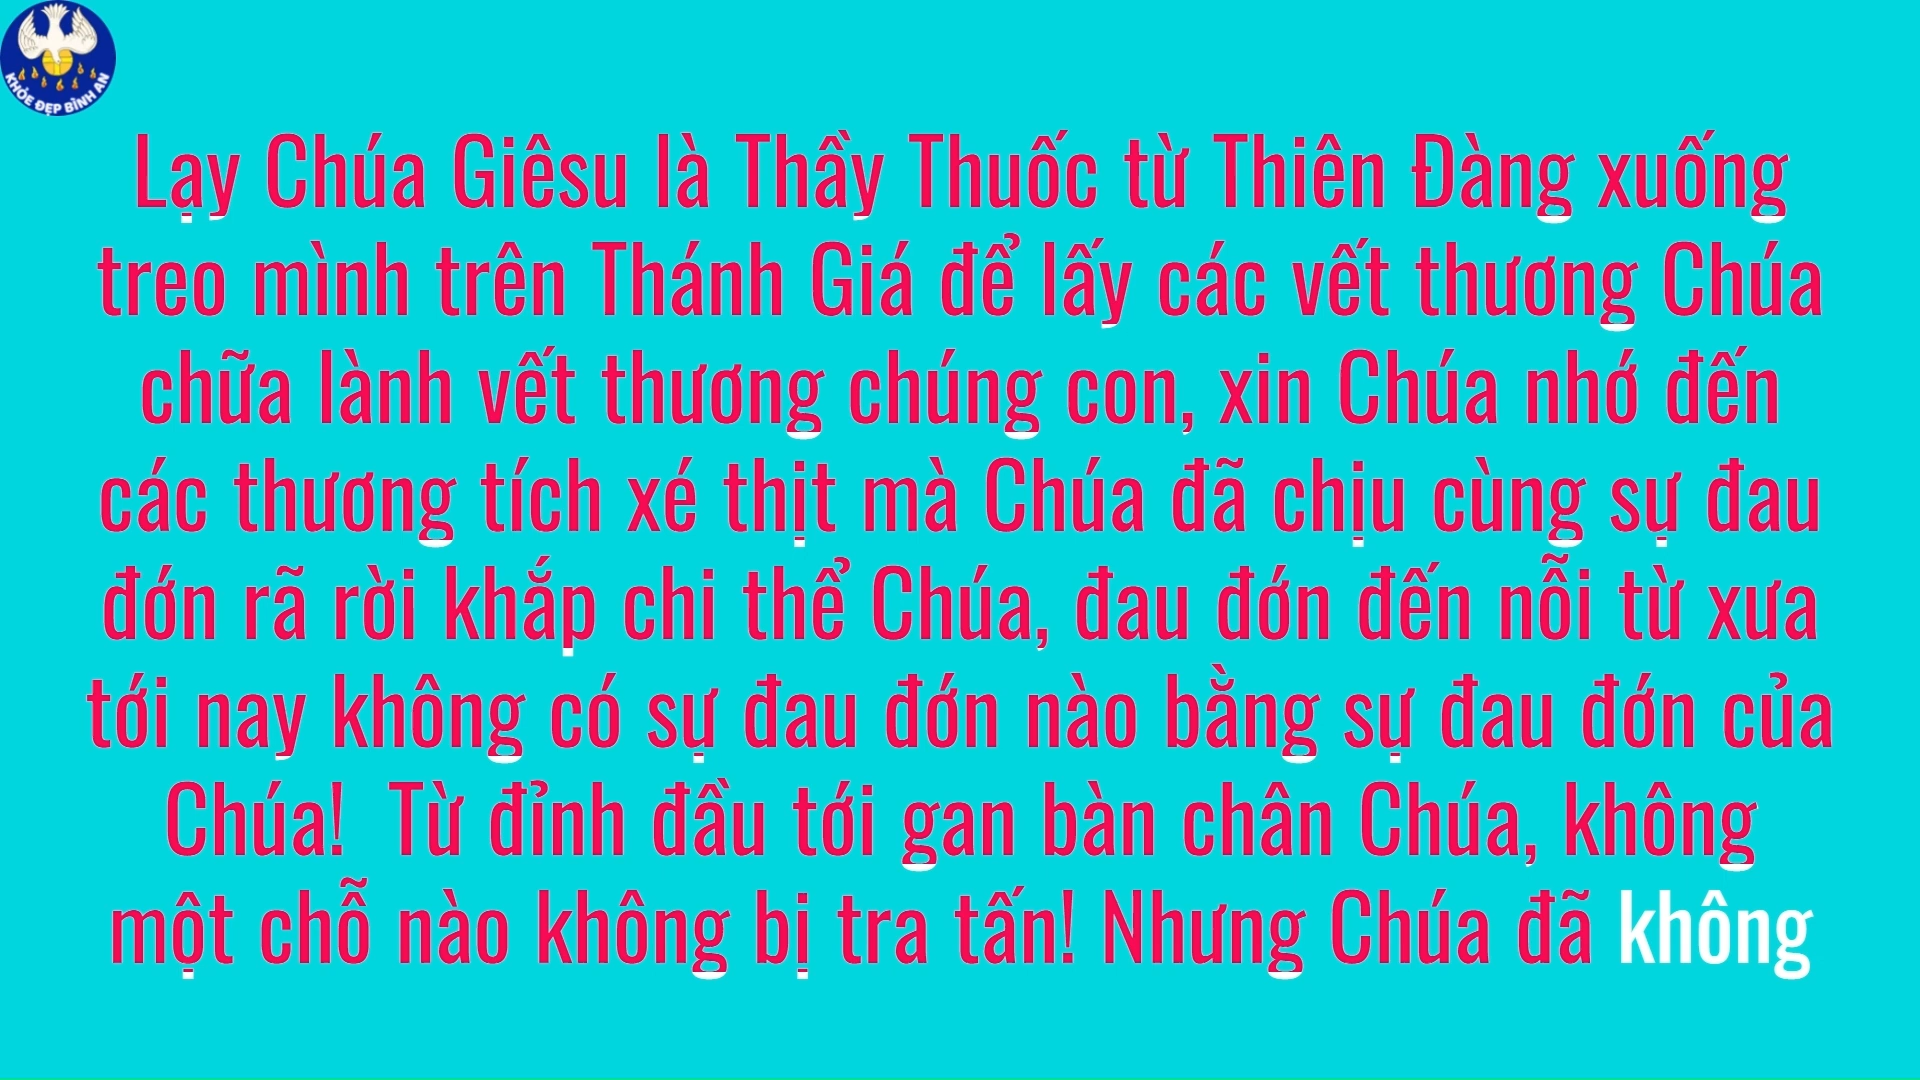 KHỎE ĐẸP BÌNH AN
Lạy Chúa Giêsu là Thầy Thuốc từ Thiên Đàng xuống
treo mình trên Thánh Giá để lấy các vết thương Chúa
chữa lành vết thương chúng con, xin Chúa nhớ đến
các thương tích xé thịt mà Chúa đã chịu cùng sự đau
đớn rã rời khắp chi thể Chúa, đau đớn đến nỗi từ xưa
tới nay không có sự đau đớn nào bằng sự đau đớn của
Chúa!  Từ đỉnh đầu tới gan bàn chân Chúa, không
một chỗ nào không bị tra tấn! Nhưng Chúa đã không